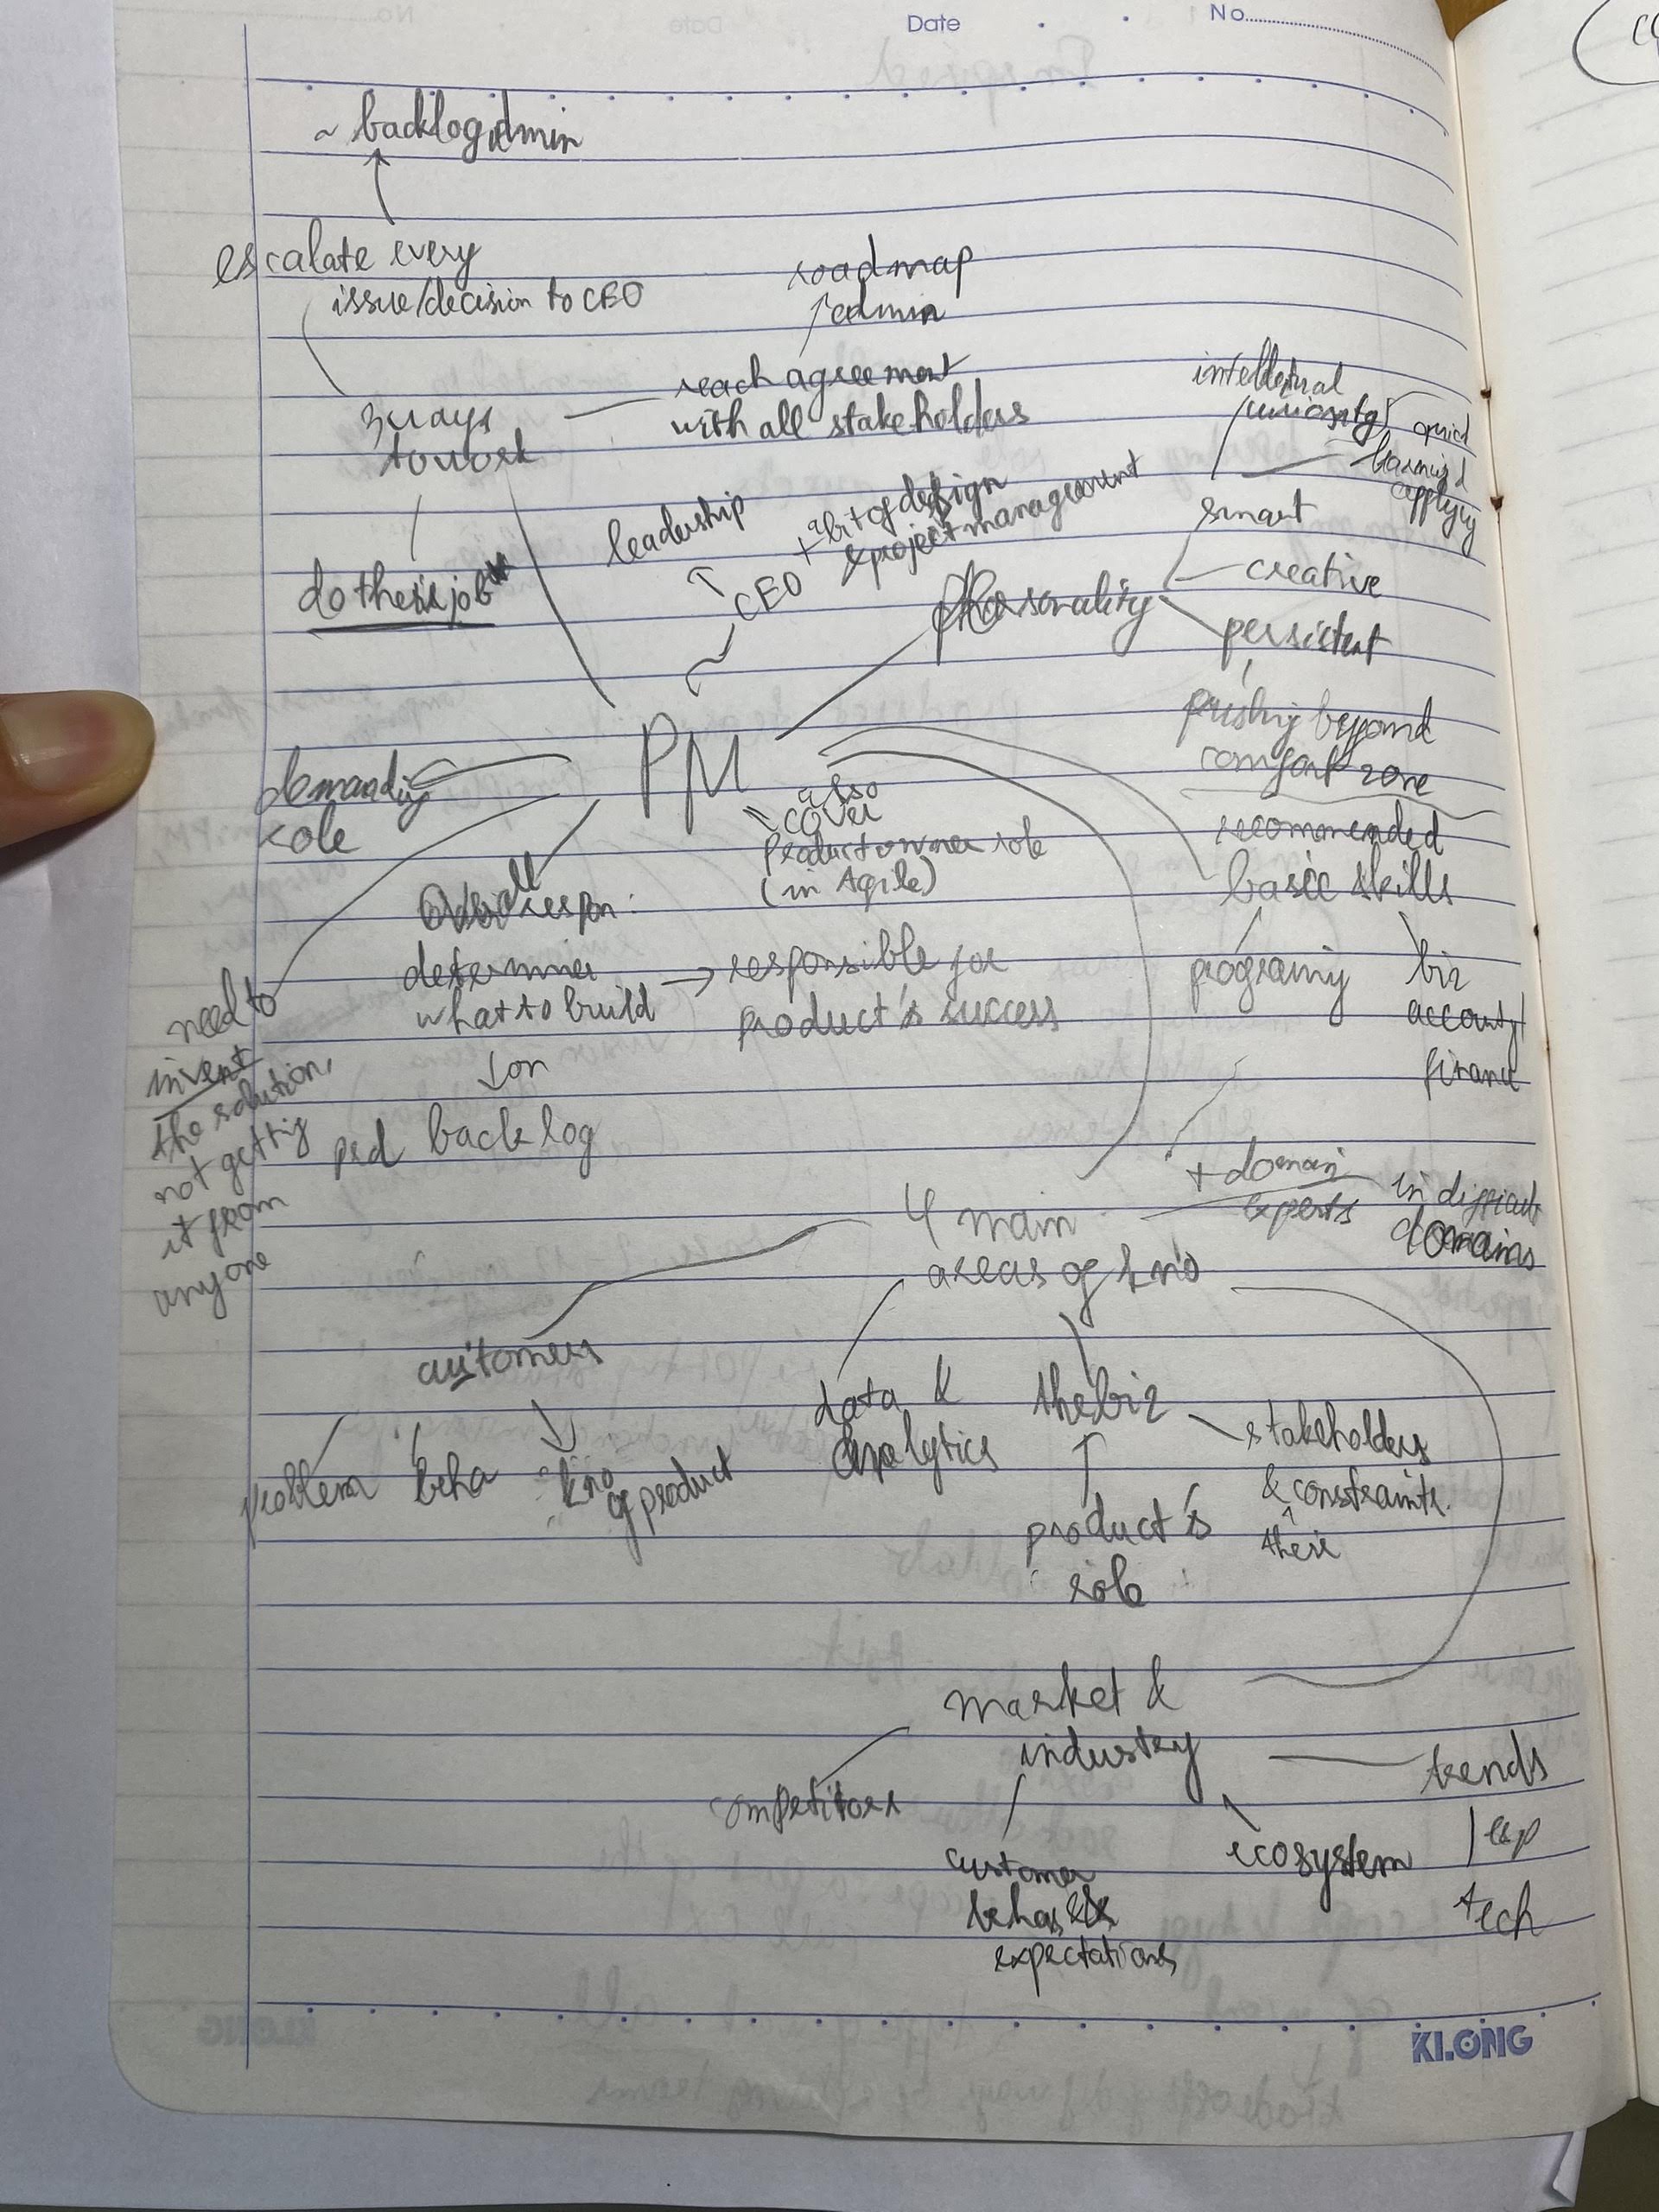 Date
No
~ backlog admin
escalate every
issue/decision to CEO
roadmap
admin
3 ways
to work
reach agreement
with all stakeholders
intellectual
curiosity
quick
learning &
applying
leadership
CEO
+ a bit of design
& project management
smart
do their job
personality
creative
persistent
pushing beyond
comfort zone
PM
demanding
role
also
cover
product owner role
(in Agile)
recommended
basic skills
programing
biz
account/
finance
overall respon:
determine
what to build
responsible for
product's success
on
prd backlog
need to
invent
the solution,
not getting
it from
anyone
4 main
areas of kno
+ domain
experts
in difficult
domains
customers
problem
beha
kno
of product
data &
analytics
the biz
stakeholders
& constraints
their
product's
role
market &
industry
trends
esp
tech
competitors
customer
behas &
expectations
ecosystem
KLONG